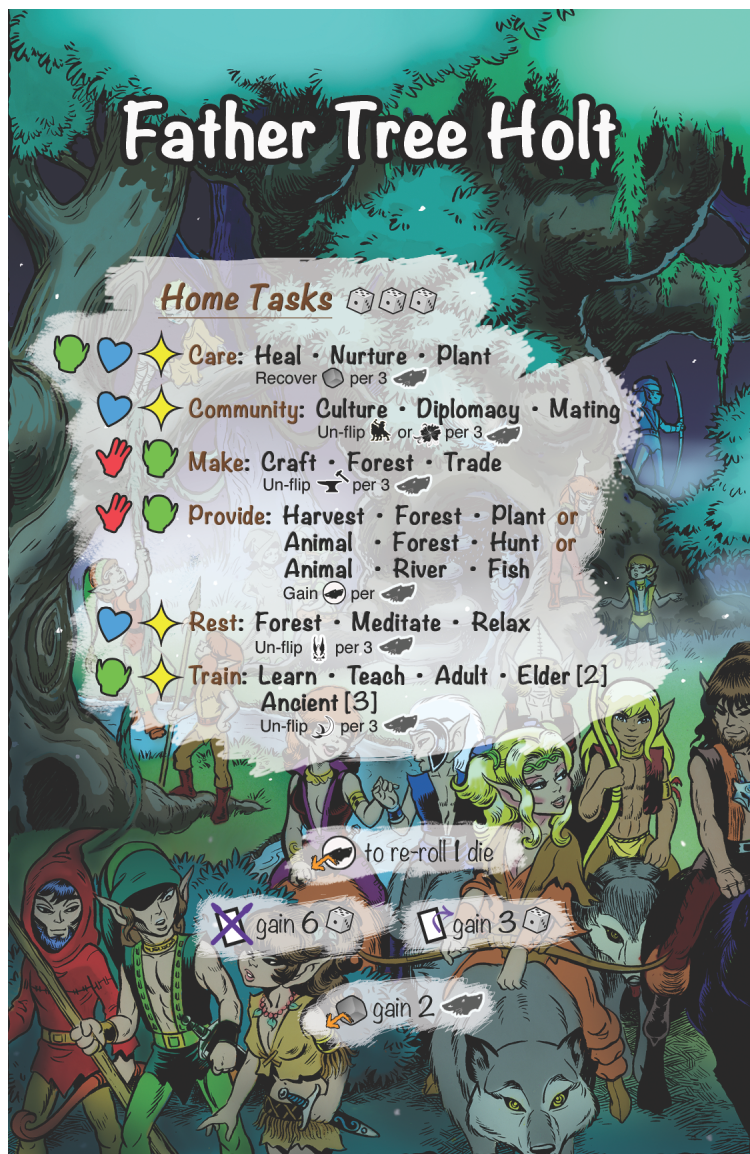 Father Tree Holt
Home Tasks
Care: Heal • Nurture • Plant
Recover per 3
Community: Culture • Diplomacy • Mating
Un-flip or per 3
Make: Craft • Forest • Trade
Un-flip per 3
Provide: Harvest • Forest • Plant or
Animal • Forest • Hunt or
Animal • River • Fish
Gain per
Rest: Forest • Meditate • Relax
Un-flip per 3
Train: Learn • Teach • Adult • Elder [2]
Ancient [3]
Un-flip per 3
to re-roll 1 die
gain 6 gain 3
gain 2